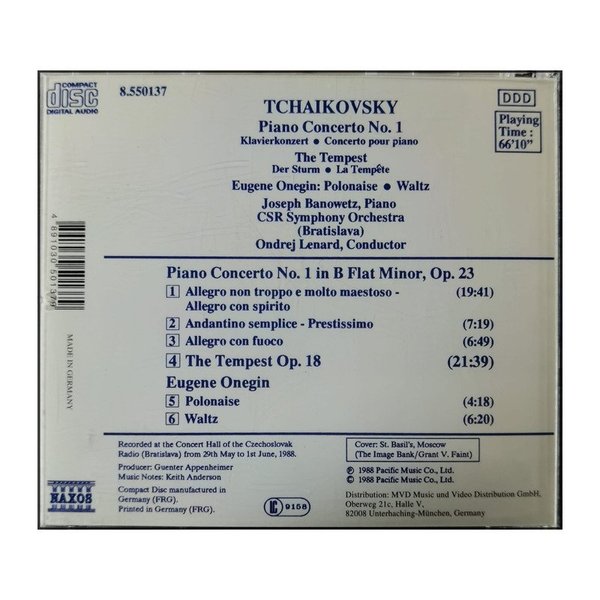 COMPACT
disc
DIGITAL AUDIO
8.550137
DDD
Playing
Time :
66'10"
TCHAIKOVSKY
Piano Concerto No. 1
Klavierkonzert • Concerto pour piano
The Tempest
Der Sturm • La Tempête
Eugene Onegin: Polonaise • Waltz
Joseph Banowetz, Piano
CSR Symphony Orchestra
(Bratislava)
Ondrej Lenard, Conductor
4 891030 501379
MADE IN GERMANY
Piano Concerto No. 1 in B Flat Minor, Op. 23
1 Allegro non troppo e molto maestoso - (19:41)
Allegro con spirito
2 Andantino semplice - Prestissimo (7:19)
3 Allegro con fuoco (6:49)
4 The Tempest Op. 18 (21:39)
Eugene Onegin
5 Polonaise (4:18)
6 Waltz (6:20)
Recorded at the Concert Hall of the Czechoslovak
Radio (Bratislava) from 29th May to 1st June, 1988.
Producer: Guenter Appenheimer
Music Notes: Keith Anderson
Compact Disc manufactured in
Germany (FRG).
Printed in Germany (FRG).
NAXOS
LC 9158
Cover: St. Basil's, Moscow
(The Image Bank/Grant V. Faint)
℗ 1988 Pacific Music Co., Ltd.
© 1988 Pacific Music Co., Ltd.
Distribution: MVD Music und Video Distribution GmbH,
Oberweg 21c, Halle V,
82008 Unterhaching-München, Germany